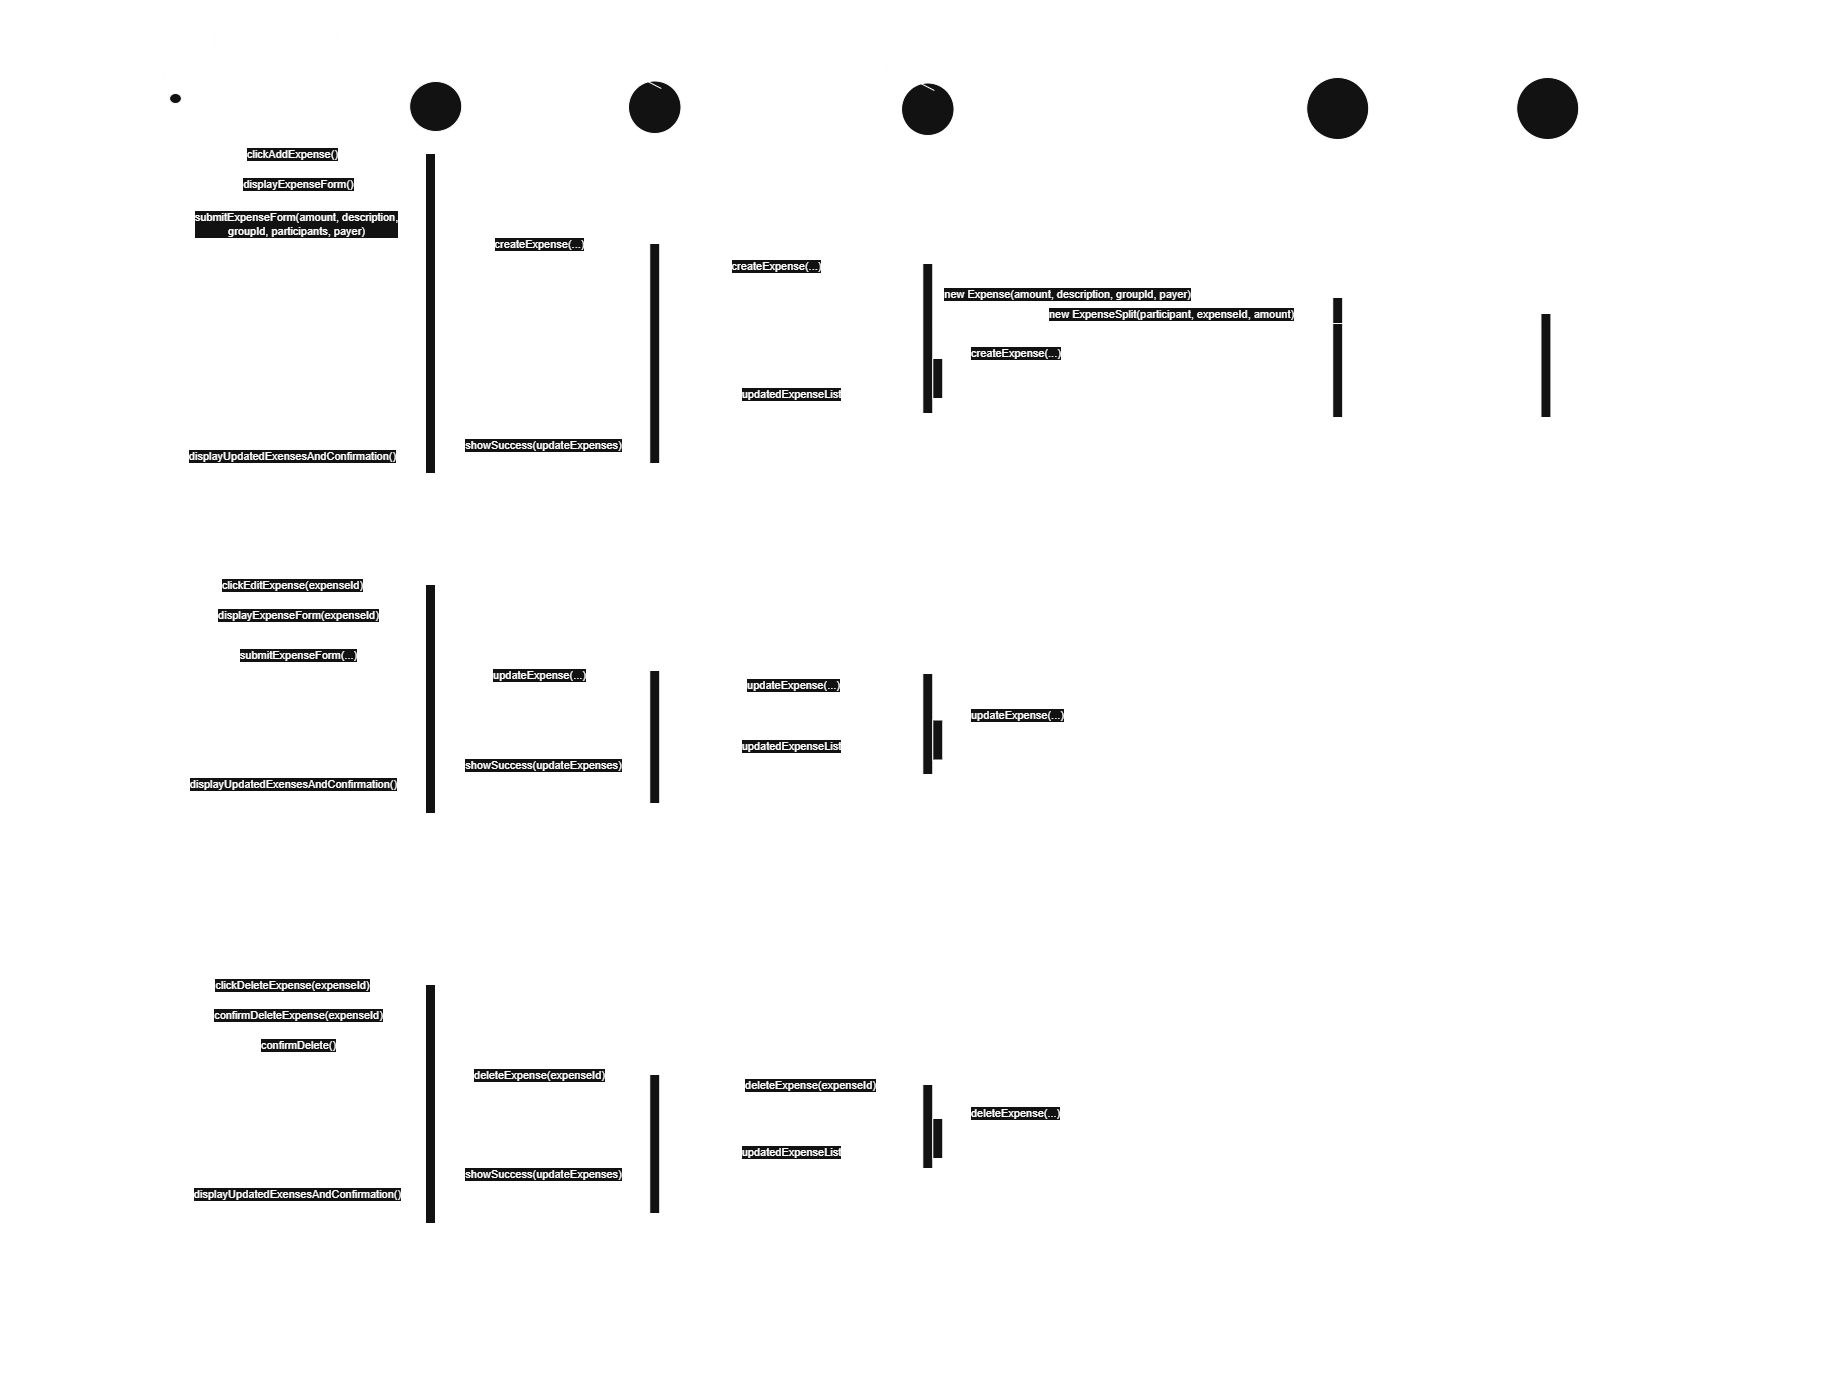 clickAddExpense()
displayExpenseForm()
submitExpenseForm(amount, description,
groupId, participants, payer)
createExpense(...)
createExpense(...)
new Expense(amount, description, groupId, payer)
new ExpenseSplit(participant, expenseId, amount)
createExpense(...)
updatedExpenseList
showSuccess(updateExpenses)
displayUpdatedExensesAndConfirmation()
clickEditExpense(expenseId)
displayExpenseForm(expenseId)
submitExpenseForm(...)
updateExpense(...)
updateExpense(...)
updateExpense(...)
updatedExpenseList
showSuccess(updateExpenses)
displayUpdatedExensesAndConfirmation()
clickDeleteExpense(expenseId)
confirmDeleteExpense(expenseId)
confirmDelete()
deleteExpense(expenseId)
deleteExpense(expenseId)
deleteExpense(...)
updatedExpenseList
showSuccess(updateExpenses)
displayUpdatedExensesAndConfirmation()